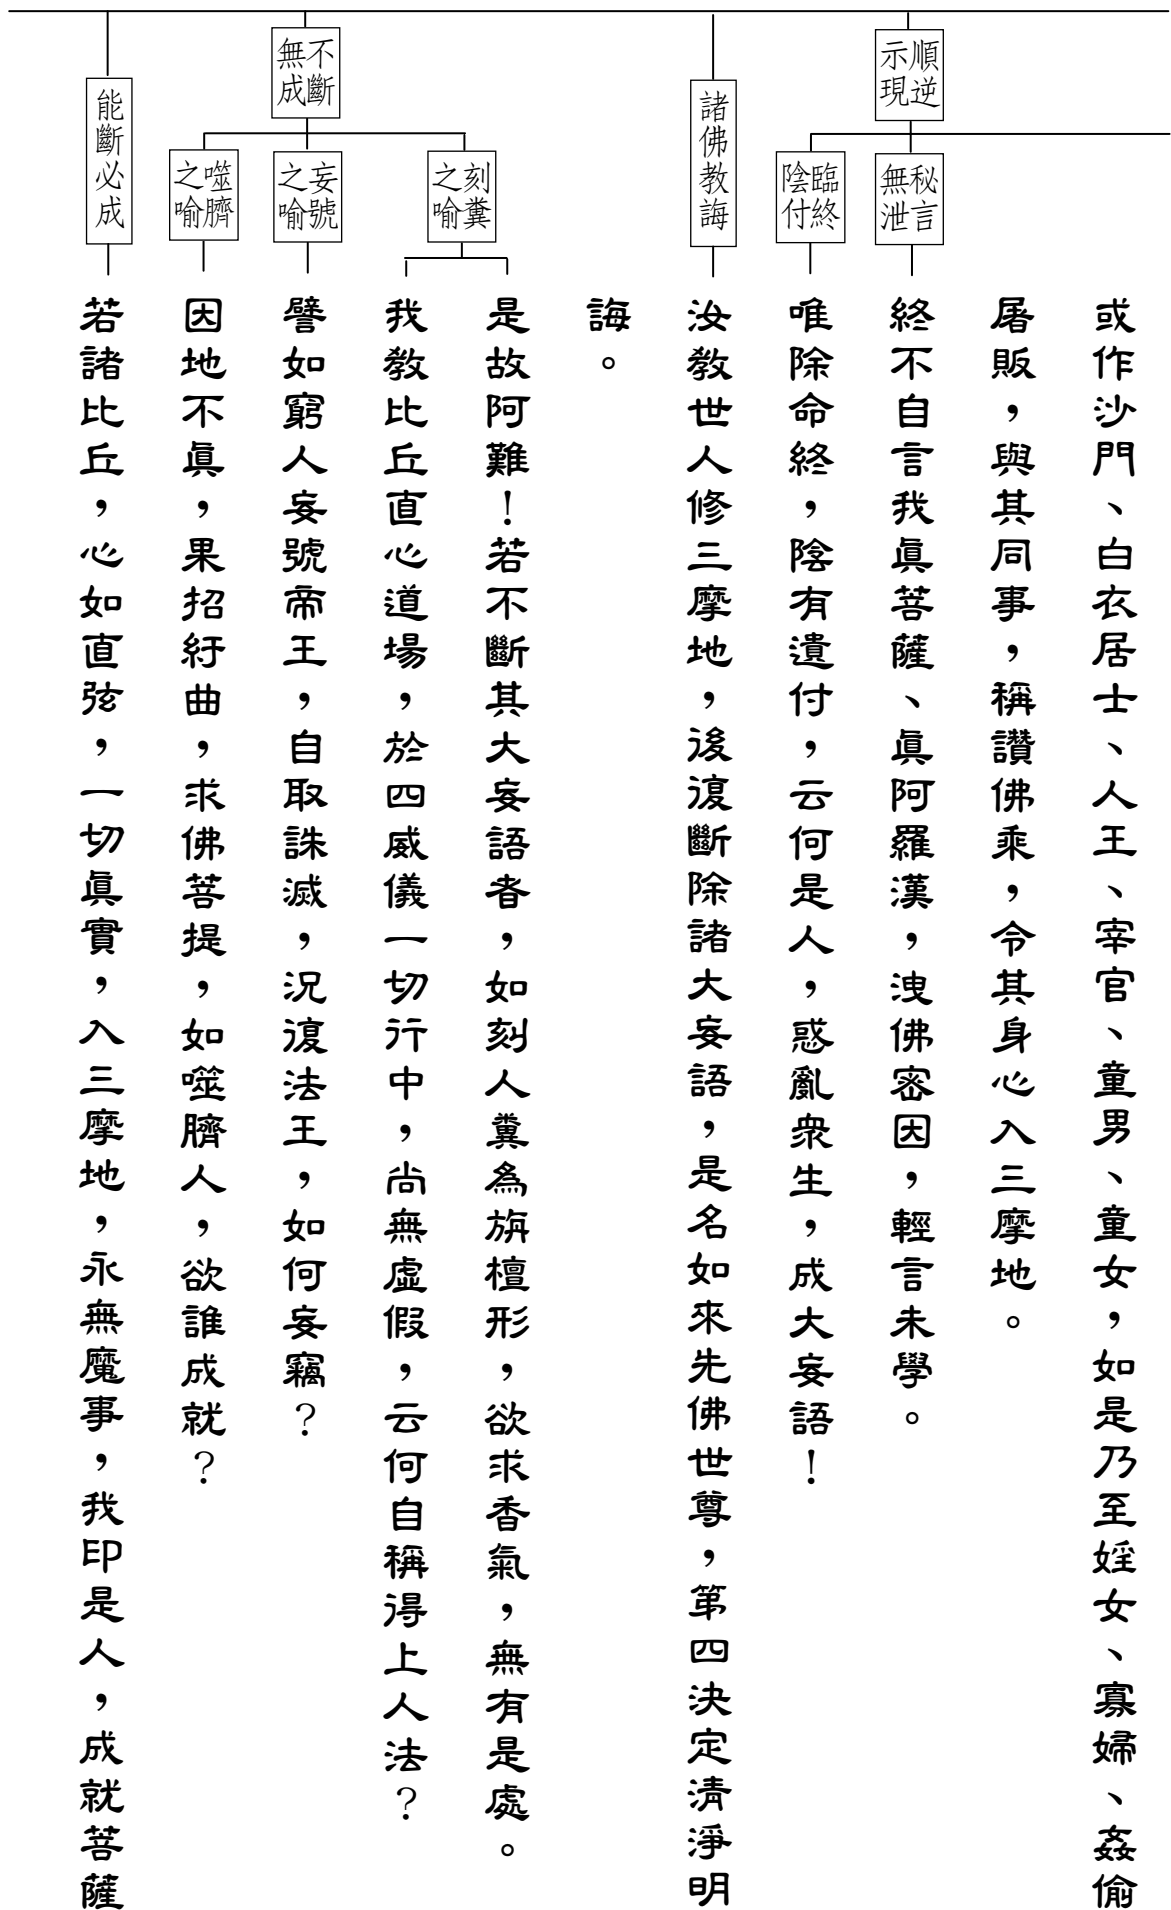 順逆
示現
秘言
無泄
臨終
陰付
諸佛教誨
不斷
無成
刻糞
之喻
妄號
之喻
噬臍
之喻
能斷必成
或作沙門、白衣居士、人王、宰官、童男、童女，如是乃至婬女、寡婦、姦偷
屠販，與其同事，稱讚佛乘，令其身心入三摩地。
終不自言我眞菩薩、眞阿羅漢，洩佛密因，輕言未學。
唯除命終，陰有遺付，云何是人，惑亂衆生，成大妄語！
汝教世人修三摩地，後復斷除諸大妄語，是名如來先佛世尊，第四決定清淨明
誨。
是故阿難！若不斷其大妄語者，如刻人糞為旃檀形，欲求香氣，無有是處。
我教比丘直心道場，於四威儀一切行中，尚無虛假，云何自稱得上人法？
譬如窮人妄號帝王，自取誅滅，況復法王，如何妄竊？
因地不眞，果招紆曲，求佛菩提，如噬臍人，欲誰成就？
若諸比丘，心如直弦，一切眞實，入三摩地，永無魔事，我印是人，成就菩薩